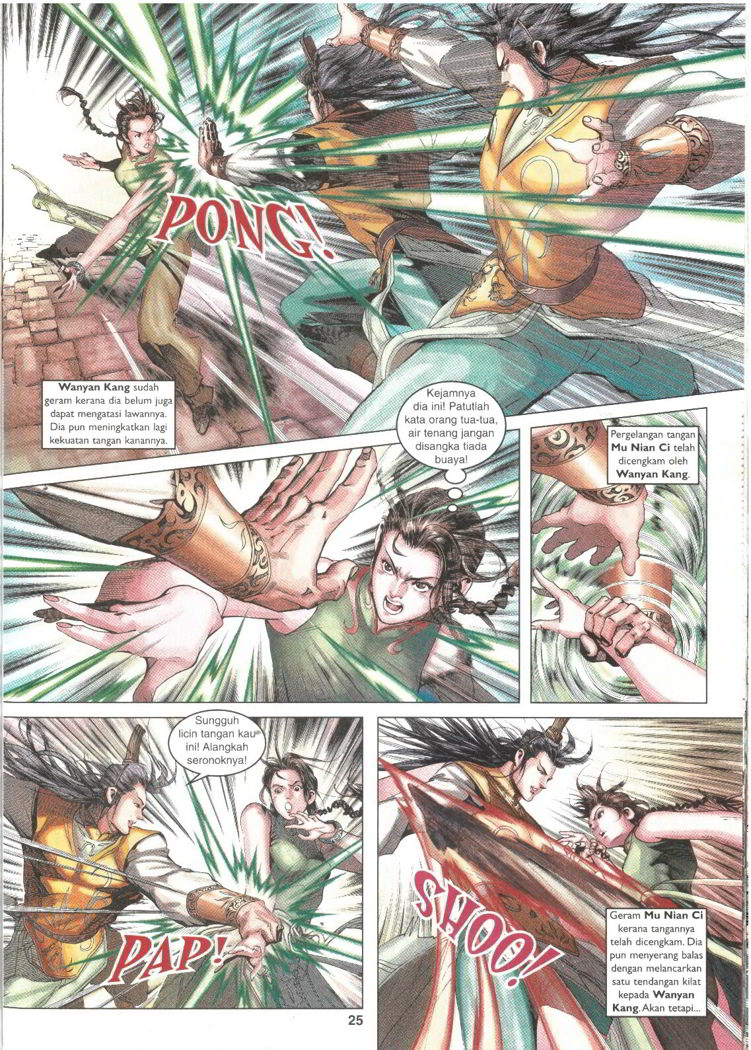 PONG!
Wanyan Kang sudah
geram kerana dia belum juga
dapat mengatasi lawannya.
Dia pun meningkatkan lagi
kekuatan tangan kanannya.
Kejamnya
dia ini! Patutlah
kata orang tua-tua,
air tenang jangan
disangka tiada
buaya!
Pergelangan tangan
Mu Nian Ci telah
dicengkam oleh
Wanyan Kang.
Sungguh
licin tangan kau
ini! Alangkah
seronoknya!
PAP!
SHOO!
Geram Mu Nian Ci
kerana tangannya
telah dicengkam. Dia
pun menyerang balas
dengan melancarkan
satu tendangan kilat
kepada Wanyan
Kang. Akan tetapi...
25